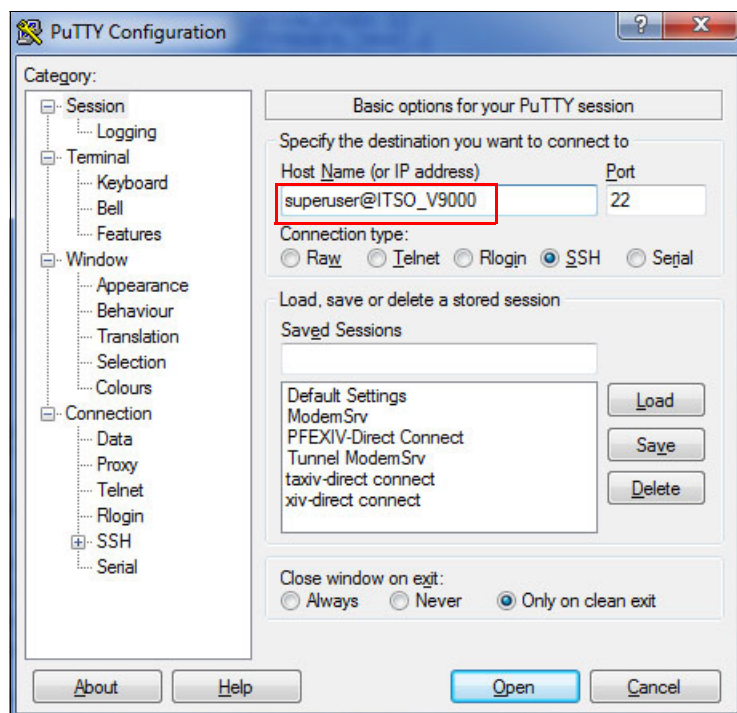 PuTTY Configuration
?
X
Category:
Session
Logging
Terminal
Keyboard
Bell
Features
Window
Appearance
Behaviour
Translation
Selection
Colours
Connection
Data
Proxy
Telnet
Rlogin
SSH
Serial
Basic options for your PuTTY session
Specify the destination you want to connect to
Host Name (or IP address) Port
superuser@ITSO_V9000 22
Connection type:
Raw Telnet Rlogin SSH Serial
Load, save or delete a stored session
Saved Sessions
Default Settings
ModemSrv
PFEXIV-Direct Connect
Tunnel ModemSrv
taxiv-direct connect
xiv-direct connect
Load
Save
Delete
Close window on exit:
Always Never Only on clean exit
About Help Open Cancel